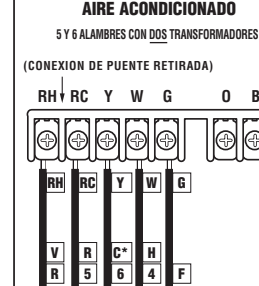 AIRE ACONDICIONADO
5 Y 6 ALAMBRES CON DOS TRANSFORMADORES
(CONEXION DE PUENTE RETIRADA)
RH RC Y W G O B
RH RC Y W G
V R C* H
R 5 6 4 F